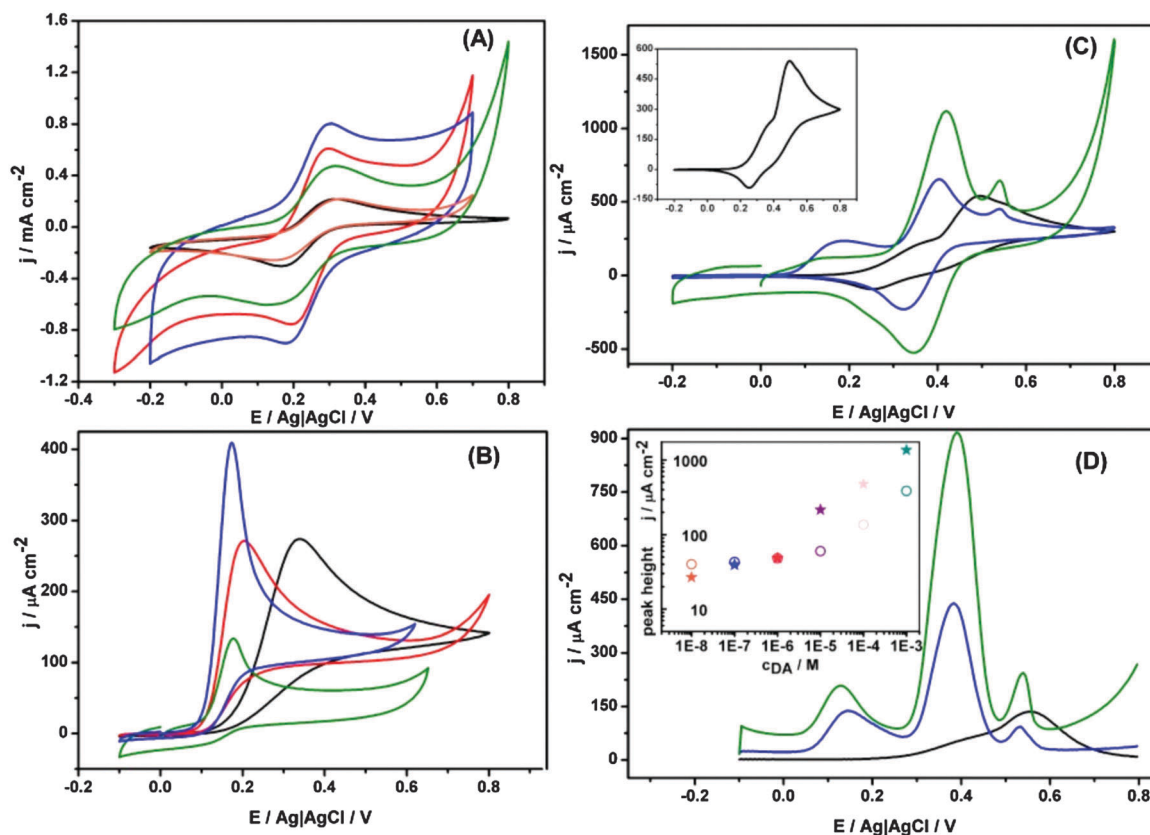 (A)
j / mA cm-2
1.6
1.2
0.8
0.4
0.0
-0.4
-0.8
-1.2
-0.4 -0.2 0.0 0.2 0.4 0.6 0.8
E / Ag|AgCl / V
(C)
j / µA cm-2
1500
1000
500
0
-500
-0.2 0.0 0.2 0.4 0.6 0.8
E / Ag|AgCl / V
600
450
300
150
0
-150
-0.2 0.0 0.2 0.4 0.6 0.8
(B)
j / µA cm-2
400
300
200
100
0
-0.2 0.0 0.2 0.4 0.6 0.8
E / Ag|AgCl / V
(D)
j / µA cm-2
900
750
600
450
300
150
0
-0.2 0.0 0.2 0.4 0.6 0.8
E / Ag|AgCl / V
peak height j / µA cm-2
1000
100
10
1E-8 1E-7 1E-6 1E-5 1E-4 1E-3
cDA / M